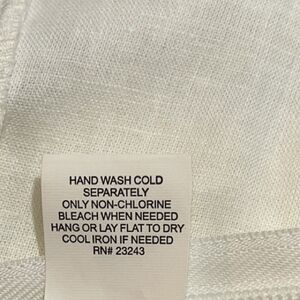 HAND WASH COLD
SEPARATELY
ONLY NON-CHLORINE
BLEACH WHEN NEEDED
HANG OR LAY FLAT TO DRY
COOL IRON IF NEEDED
RN# 23243